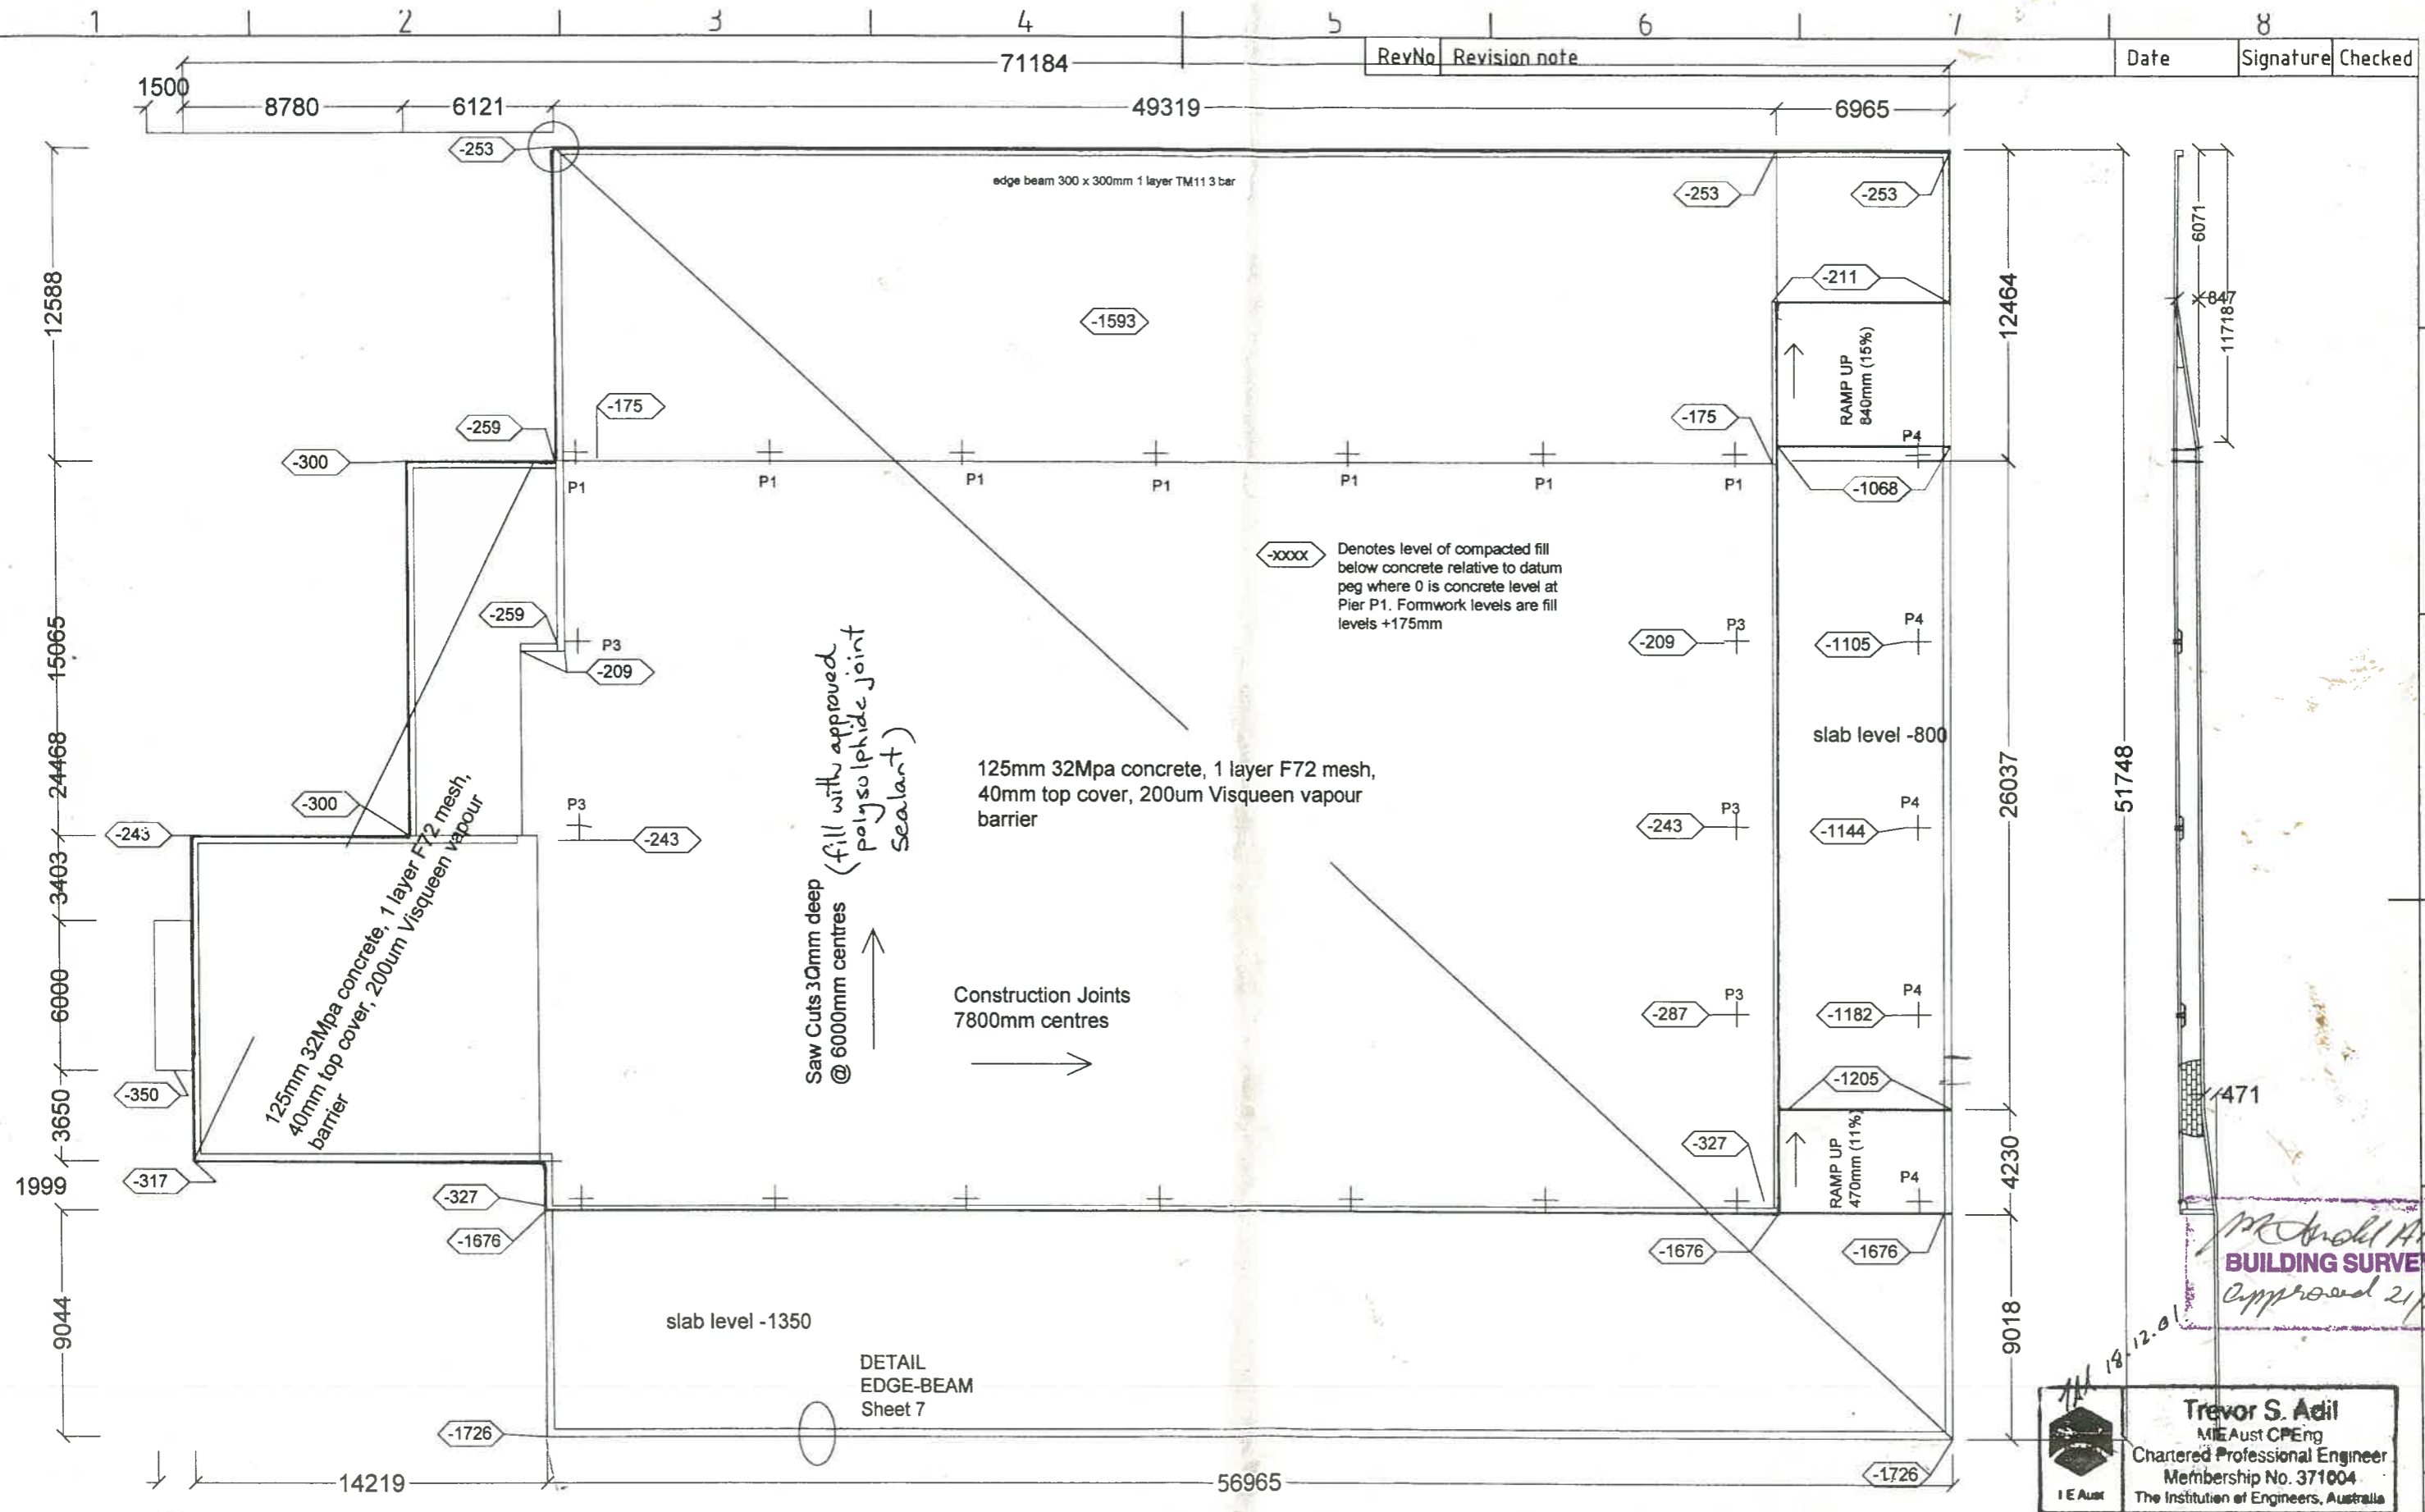 1 2 3 4 5 6 7 8
RevNo Revision note Date Signature Checked
71184
1500
8780 6121 49319 6965
-253
edge beam 300 x 300mm 1 layer TM11 3 bar
-253
-253
12588
6071
-211
847
11718
12464
-1593
RAMP UP
840mm (15%)
-175
-175
-259
-300
P4
P1 P1 P1 P1 P1 P1 P1
-1068
-xxxx
Denotes level of compacted fill
below concrete relative to datum
peg where 0 is concrete level at
Pier P1. Formwork levels are fill
levels +175mm
15065
-259
P3
-209
-209
P3
-1105
P4
24468
slab level -800
26037
51748
125mm 32Mpa concrete, 1 layer F72 mesh,
40mm top cover, 200um Visqueen vapour
barrier
-300
-243
P3
-243
-243
P3
-1144
P4
3403
125mm 32Mpa concrete, 1 layer F72 mesh,
40mm top cover, 200um Visqueen vapour
barrier
Saw Cuts 30mm deep
@ 6000mm centres
(fill with approved
polysulphide joint
sealant)
6000
Construction Joints
7800mm centres
-287
P3
-1182
P4
-350
3650
-1205
471
-327
RAMP UP
470mm (11%)
4230
P4
1999
-317
-327
-1676
-1676
-1676
BUILDING SURVE
approved 21/
9044
slab level -1350
9018
DETAIL
EDGE-BEAM
Sheet 7
18.12.01
-1726
-1726
14219 56965
Trevor S. Adil
MIEAust CPEng
Chartered Professional Engineer
Membership No. 371004
The Institution of Engineers, Australia
I E Aust